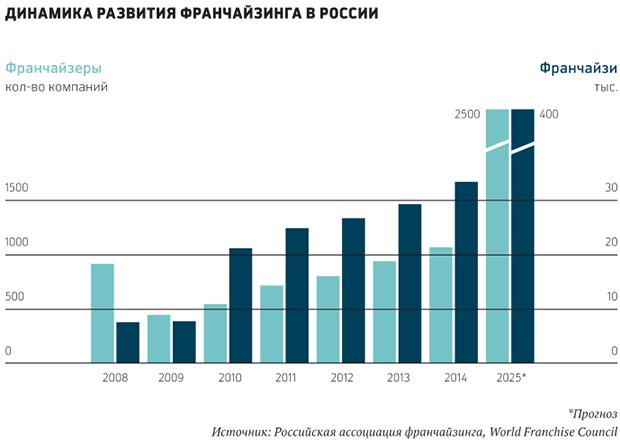 ДИНАМИКА РАЗВИТИЯ ФРАНЧАЙЗИНГА В РОССИИ
Франчайзеры Франчайзи
кол-во компаний тыс.
2500 400
1500 30
1000 20
500 10
0 0
2008 2009 2010 2011 2012 2013 2014 2025*
*Прогноз
Источник: Российская ассоциация франчайзинга, World Franchise Council